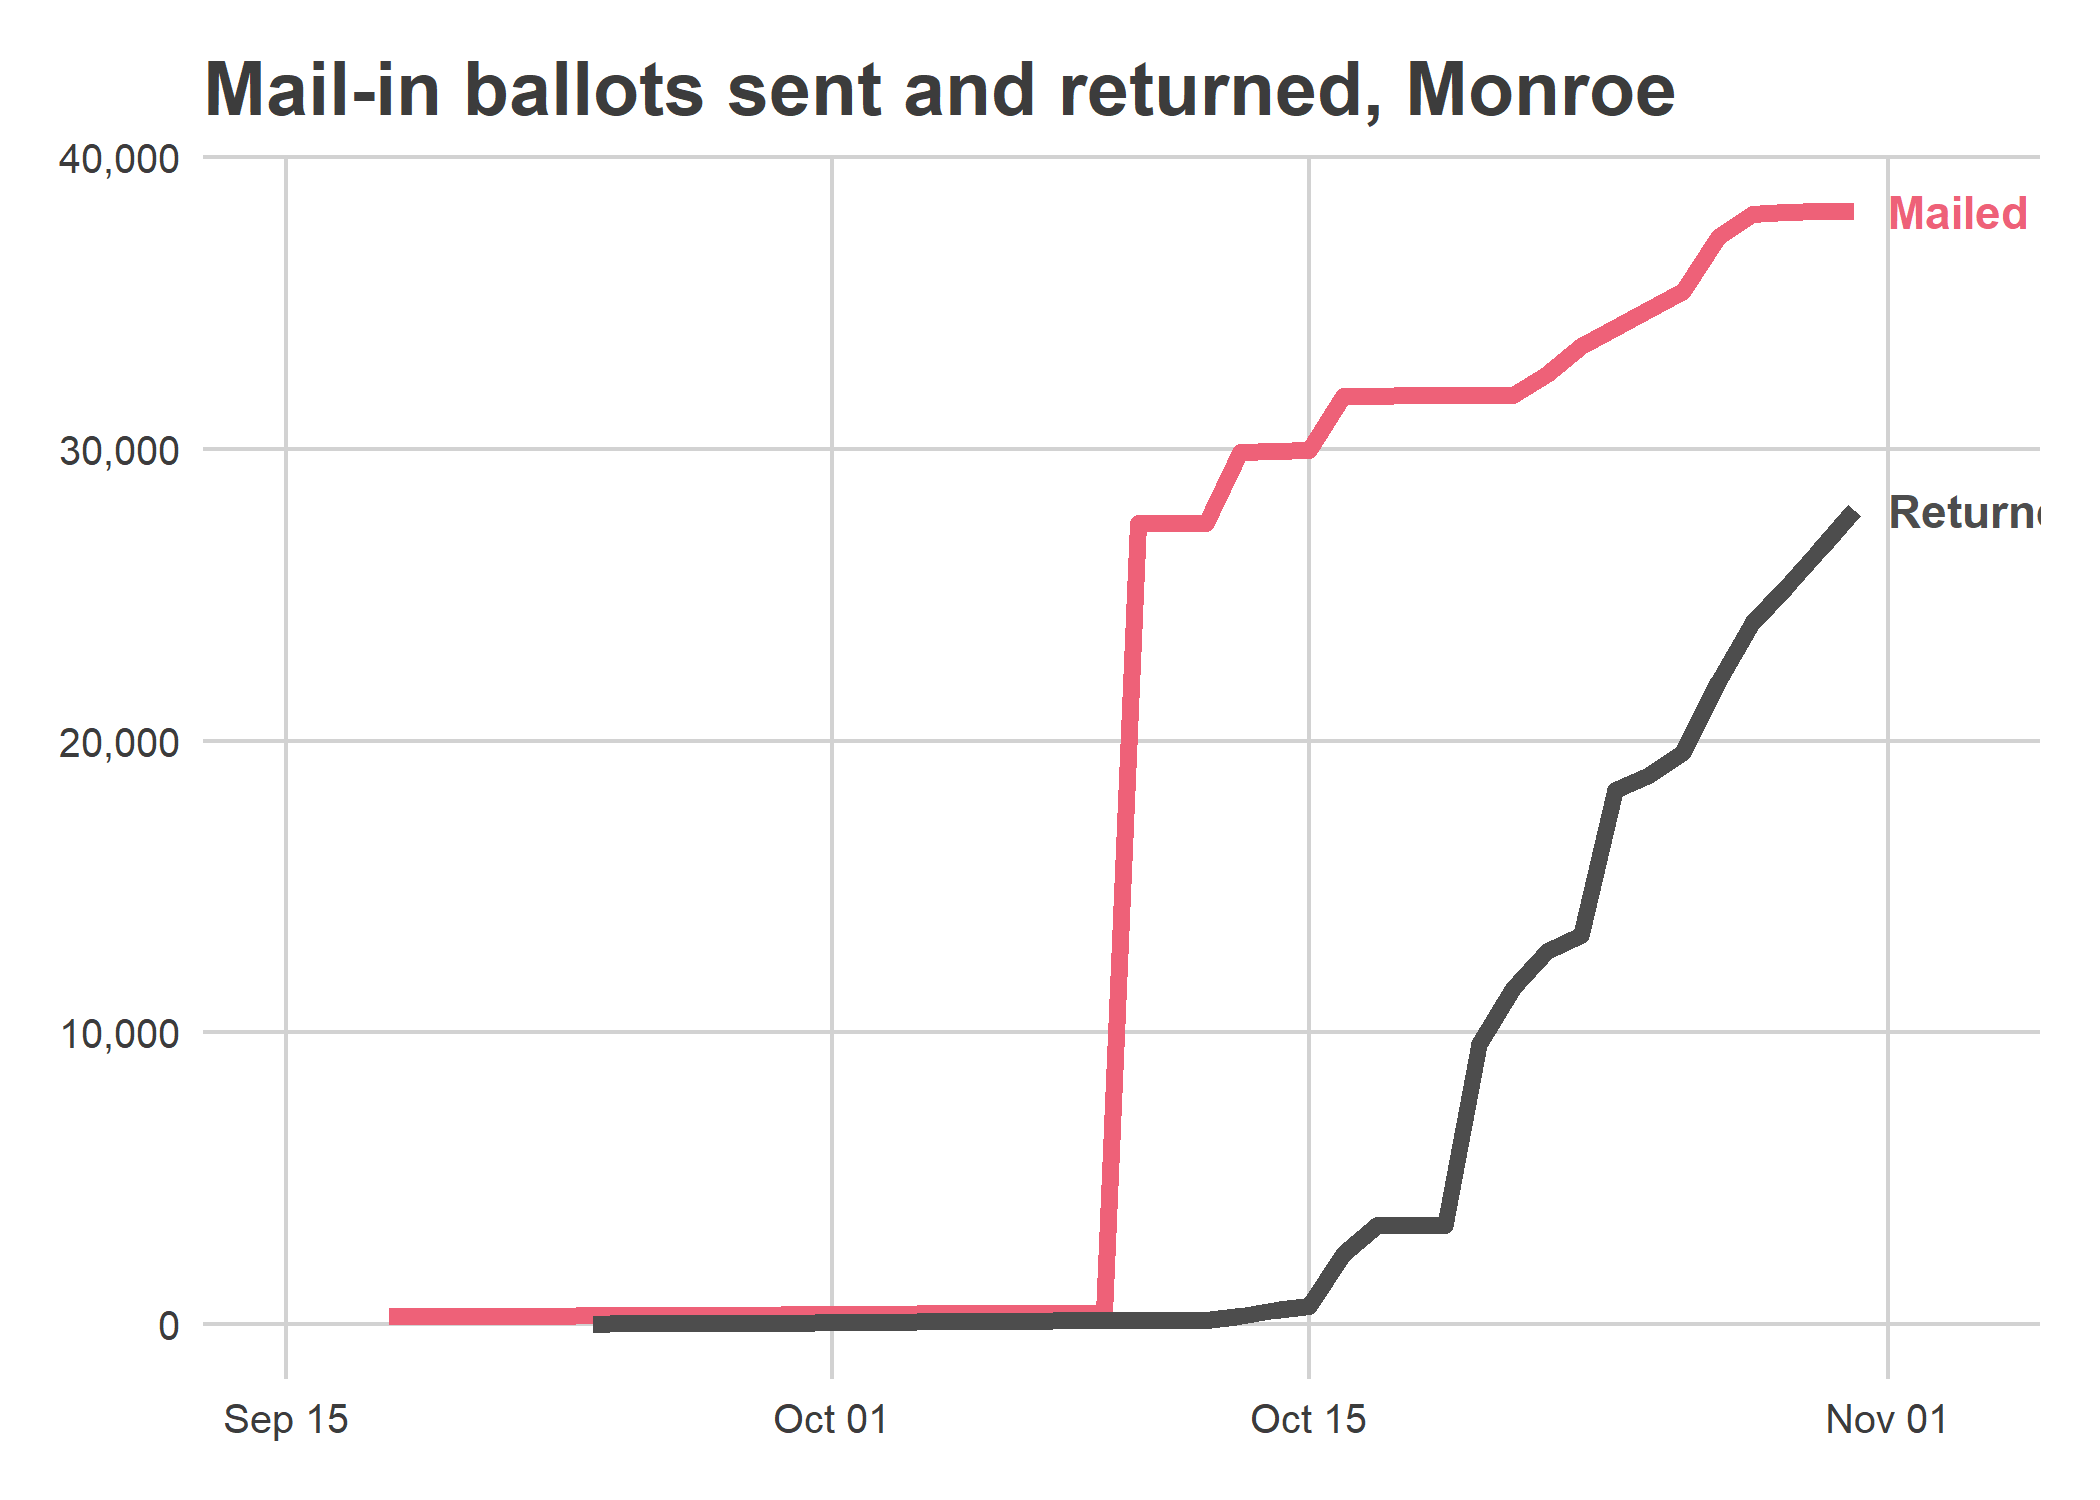 Mail-in ballots sent and returned, Monroe
40,000
Mailed
30,000
Returne
20,000
10,000
0
Sep 15
Oct 01
Oct 15
Nov 01